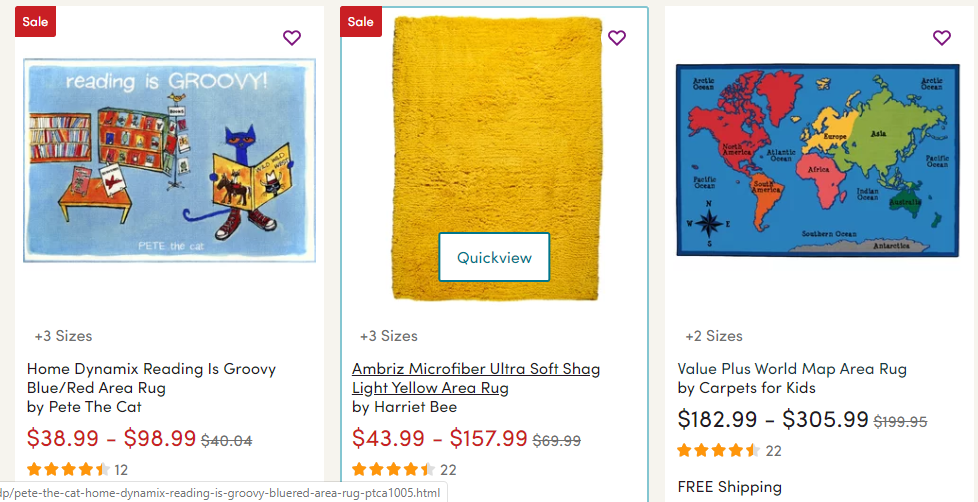 Sale
reading is GROOVY!
PETE the cat
+3 Sizes
Home Dynamix Reading Is Groovy
Blue/Red Area Rug
by Pete The Cat
$38.99 - $98.99 $40.04
12
Sale
Quickview
+3 Sizes
Ambriz Microfiber Ultra Soft Shag
Light Yellow Area Rug
by Harriet Bee
$43.99 - $157.99 $69.99
22
Arctic
Ocean
Arctic
Ocean
North
America
Atlantic
Ocean
Europe
Asia
Pacific
Ocean
Africa
Pacific
Ocean
South
America
Indian
Ocean
Australia
N
W E
S
Southern Ocean
Antarctica
+2 Sizes
Value Plus World Map Area Rug
by Carpets for Kids
$182.99 - $305.99 $199.95
22
FREE Shipping
dp/pete-the-cat-home-dynamix-reading-is-groovy-bluered-area-rug-ptca1005.html